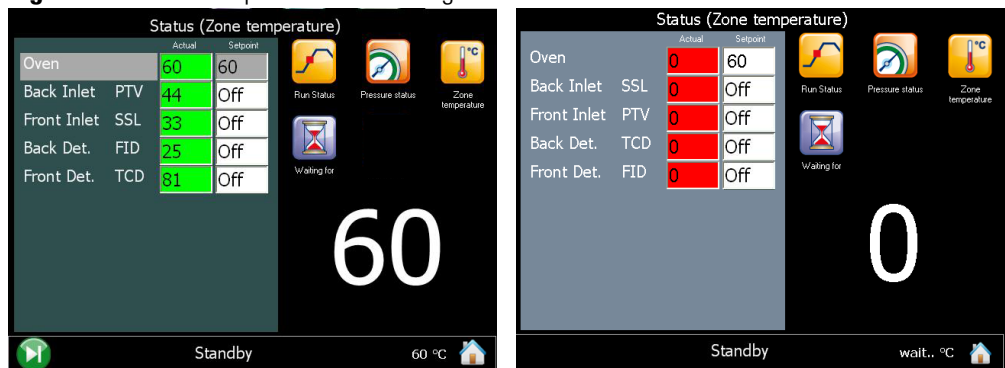 Status (Zone temperature)
Actual Setpoint
Oven 60 60
Back Inlet PTV 44 Off
Front Inlet SSL 33 Off
Back Det. FID 25 Off
Front Det. TCD 81 Off
Run Status Pressure status Zone temperature
°C
Waiting for
60
Standby 60 °C
Status (Zone temperature)
Actual Setpoint
Oven 0 60
Back Inlet SSL 0 Off
Front Inlet PTV 0 Off
Back Det. TCD 0 Off
Front Det. FID 0 Off
Run Status Pressure status Zone temperature
°C
Waiting for
0
Standby wait.. °C